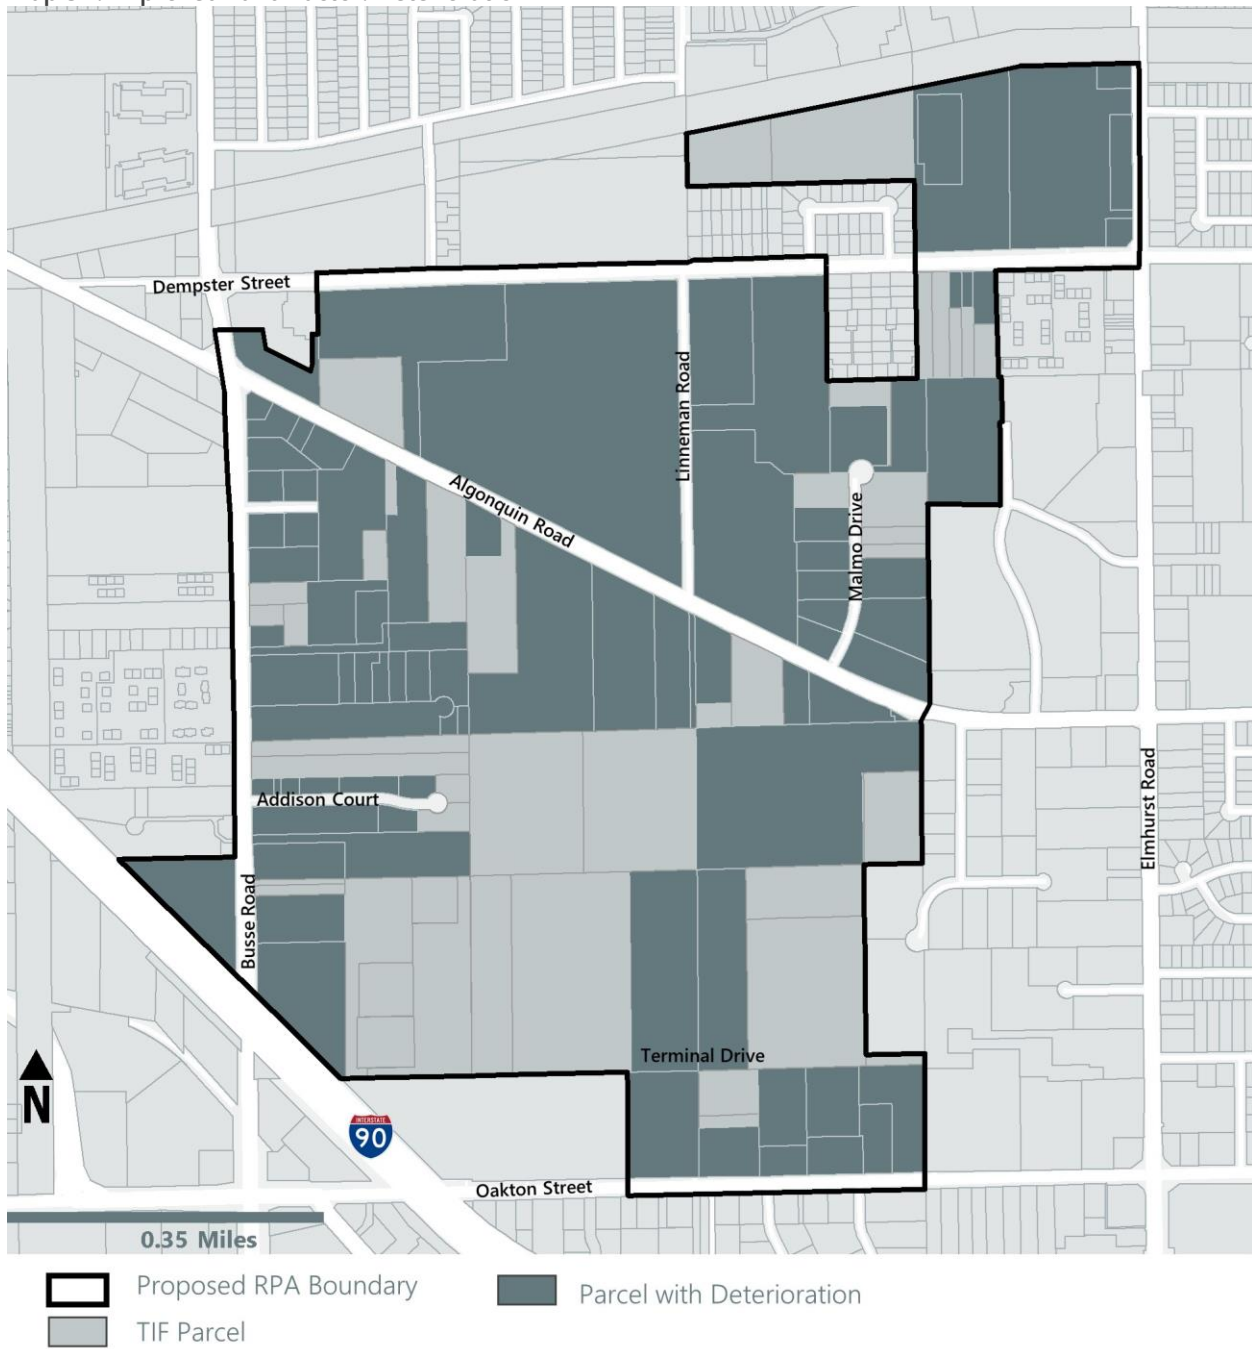 Dempster Street
Linneman Road
Algonquin Road
Malmo Drive
Addison Court
Elmhurst Road
Busse Road
Terminal Drive
N
INTERSTATE
90
Oakton Street
0.35 Miles
Proposed RPA Boundary
Parcel with Deterioration
TIF Parcel